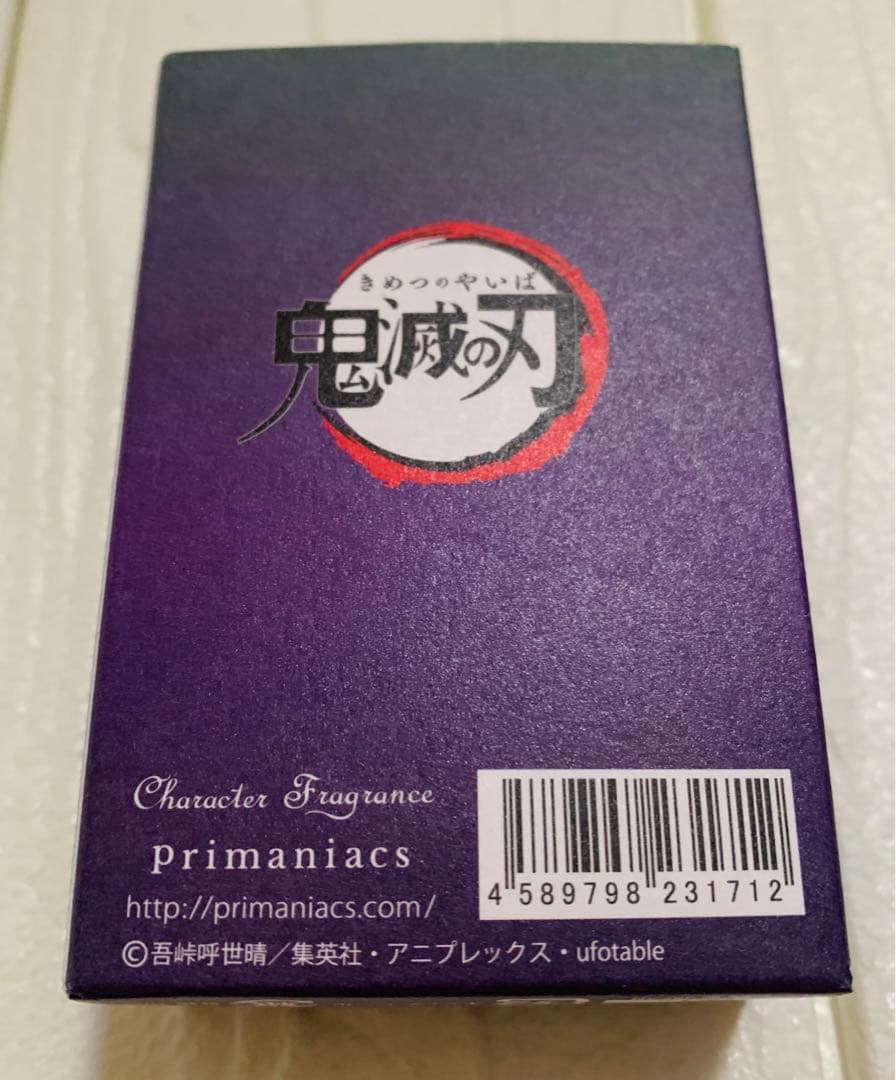 きめつのやいば
鬼滅の刃
Character Fragrance
primaniacs
http://primaniacs.com/
4 589798 231712
©吾峠呼世晴／集英社・アニプレックス・ufotable